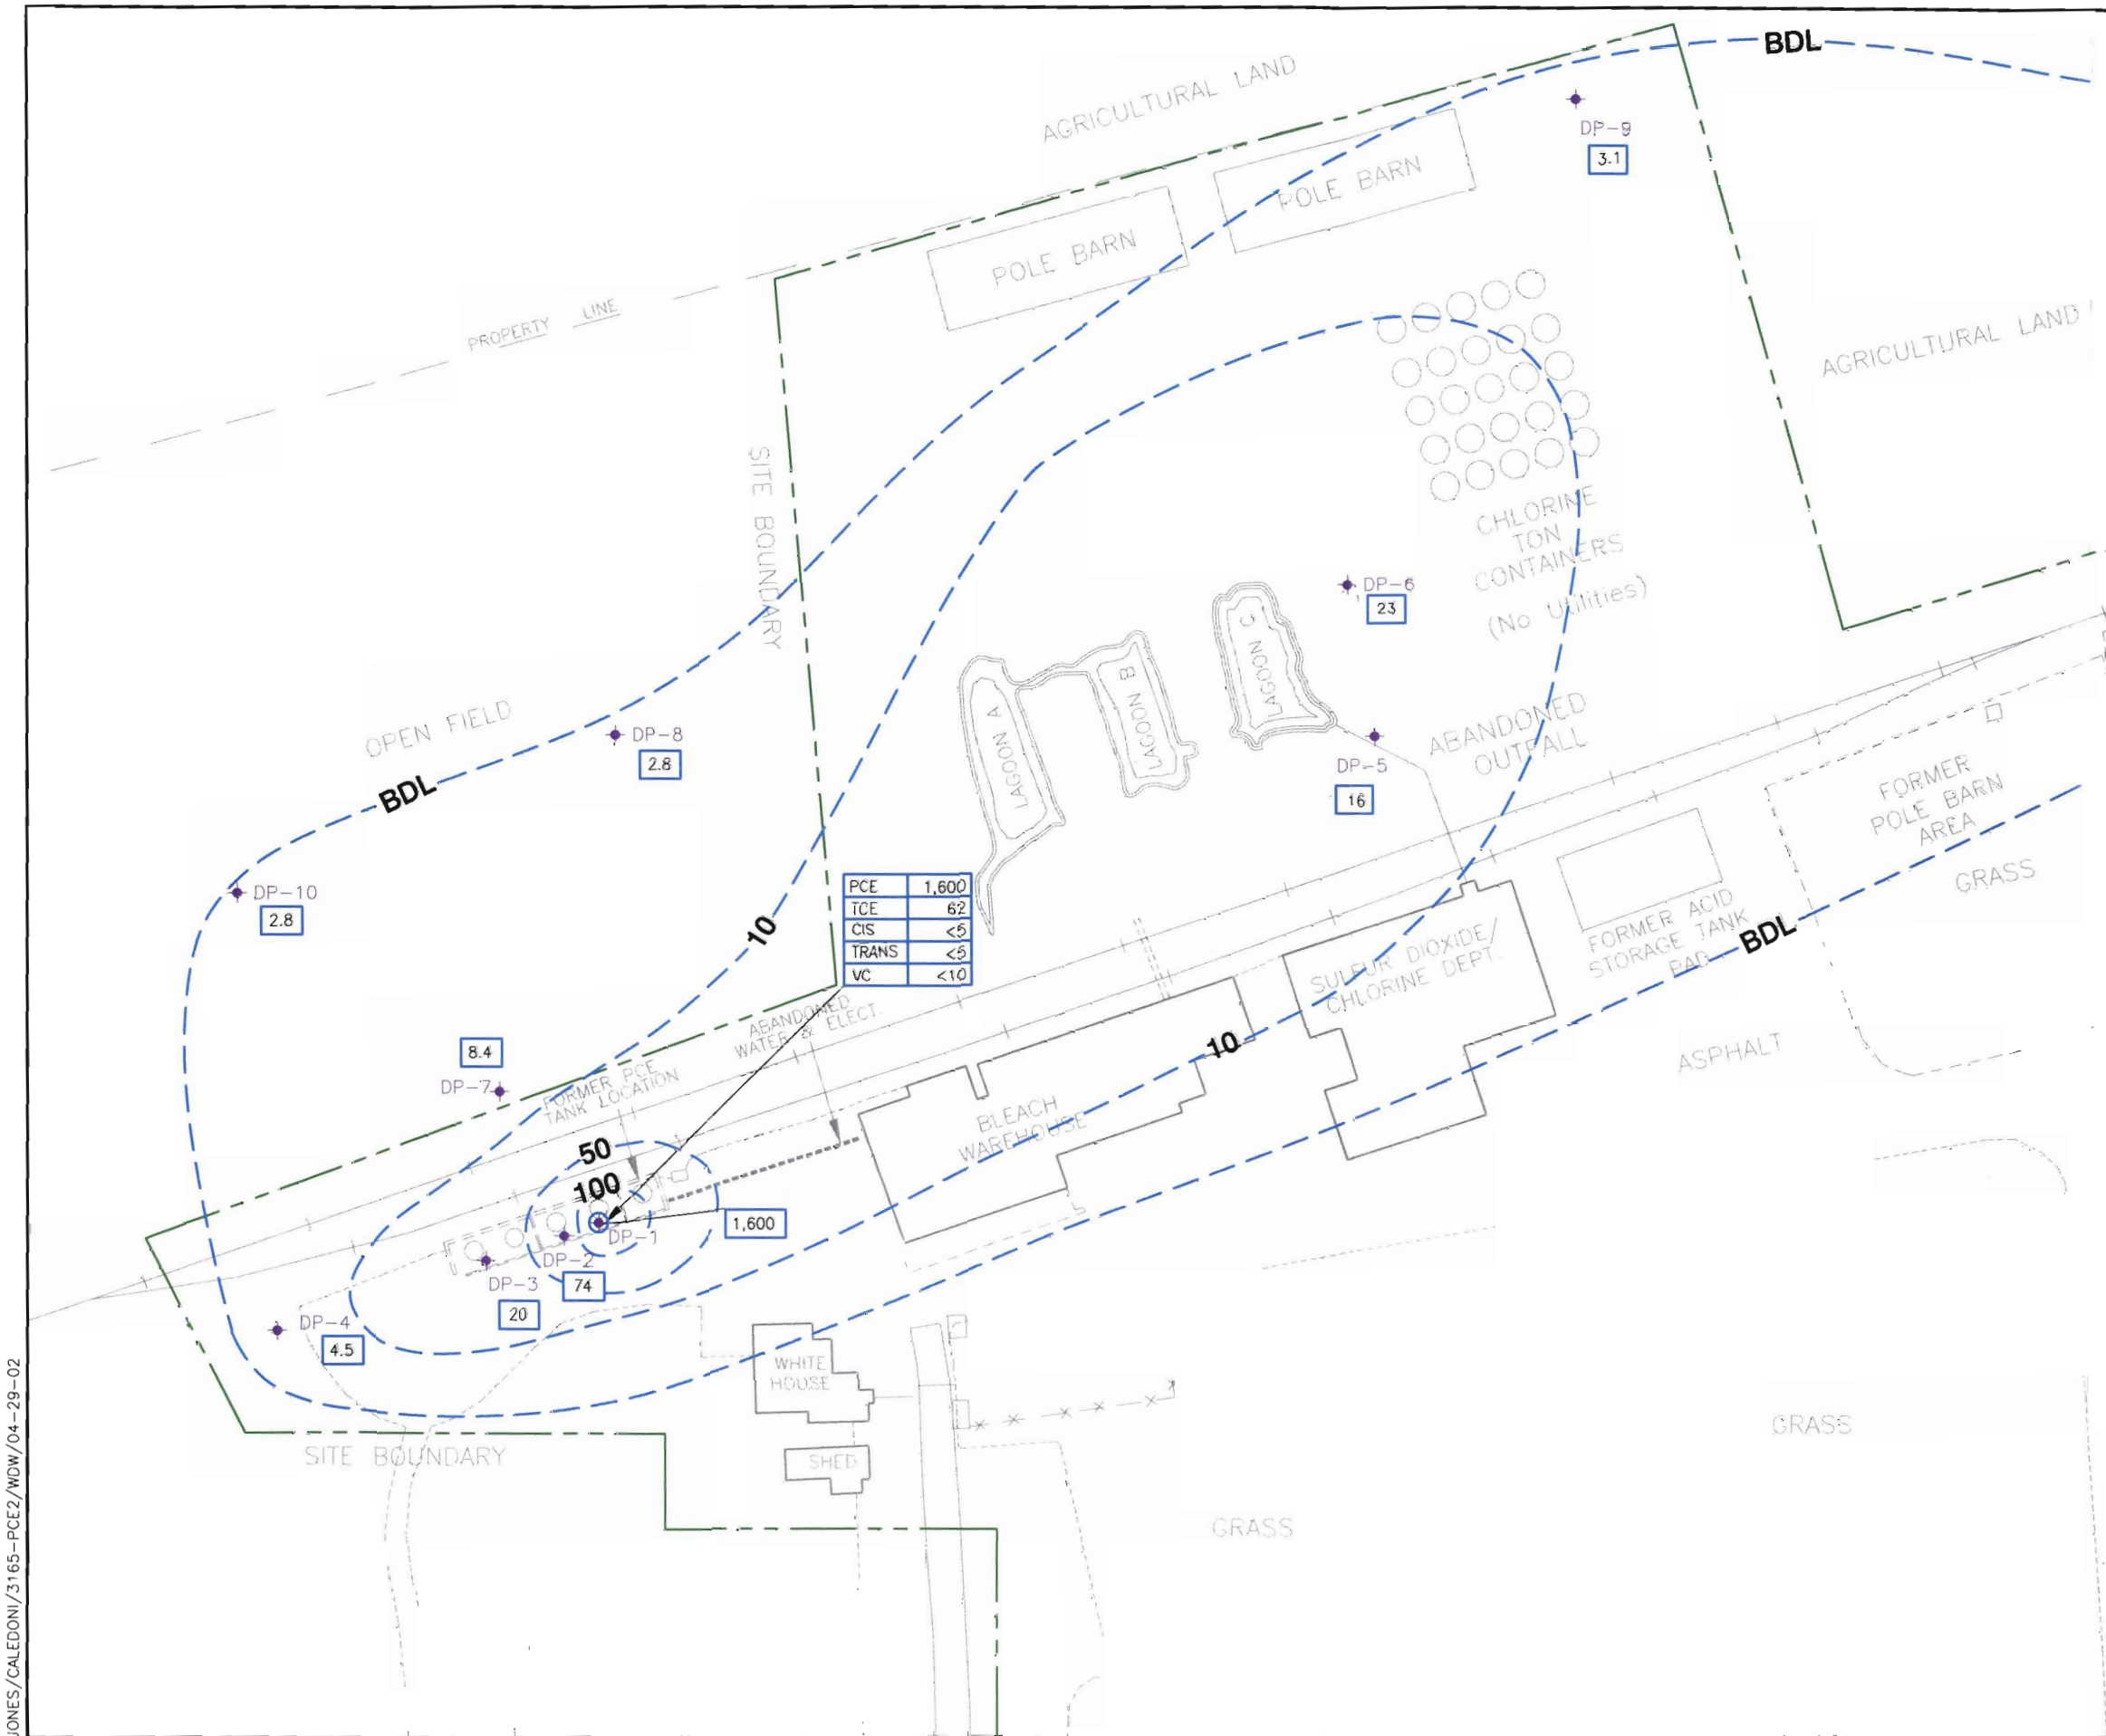 BDL
AGRICULTURAL LAND
DP-9
3.1
POLE BARN
POLE BARN
PROPERTY LINE
AGRICULTURAL LAND
SITE BOUNDARY
CHLORINE
TON
CONTAINERS
(No Utilities)
DP-6
23
LAGOON C
LAGOON B
LAGOON A
OPEN FIELD
DP-8
2.8
BDL
ABANDONED
OUTFALL
DP-5
16
FORMER
POLE BARN
AREA
GRASS
DP-10
2.8
10
PCE 1,600
TCE 62
CIS <5
TRANS <5
VC <10
SULFUR DIOXIDE/
CHLORINE DEPT.
FORMER ACID
STORAGE TANK
PAD
BDL
ABANDONED
WATER & ELECT.
10
ASPHALT
8.4
DP-7
FORMER PCE
TANK LOCATION
BLEACH
WAREHOUSE
50
100
1,600
DP-1
DP-2
74
DP-3
20
DP-4
4.5
WHITE
HOUSE
SHED
SITE BOUNDARY
GRASS
GRASS
JONES/CALEDONI/3165-PCE2/WDW/04-29-02